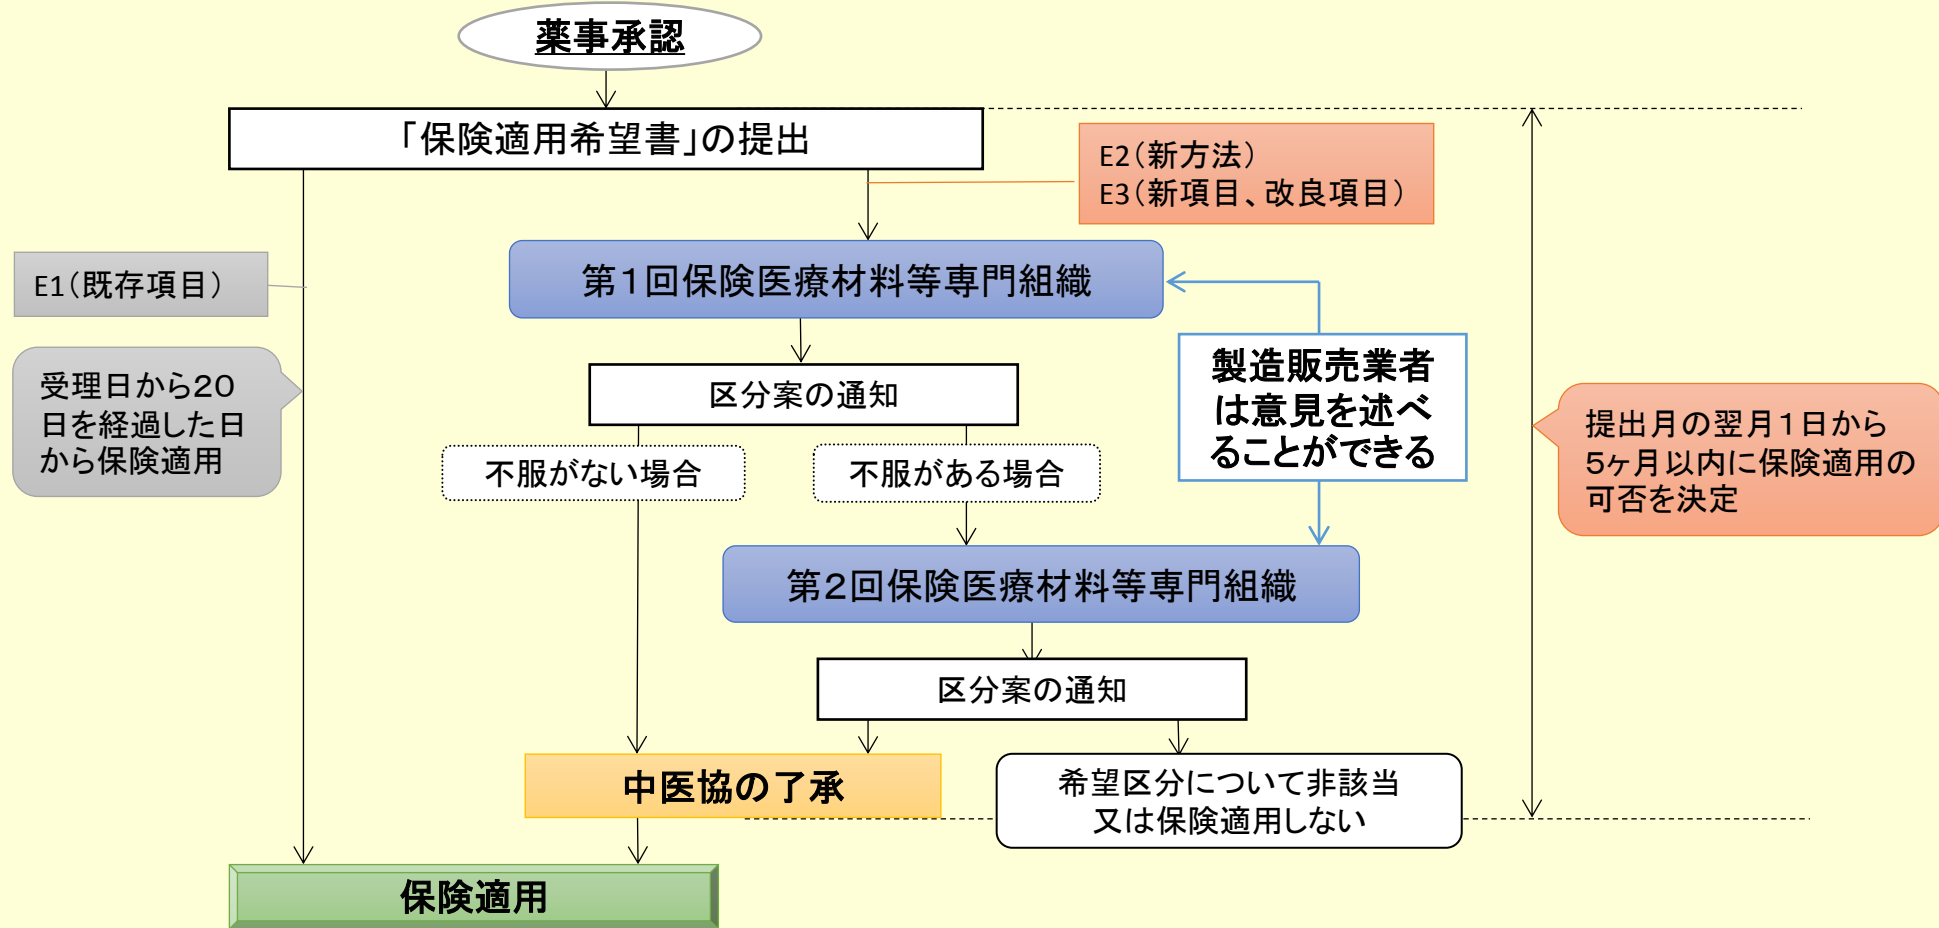 薬事承認
「保険適用希望書」の提出
E2(新方法)
E3(新項目、改良項目)
E1(既存項目)
第1回保険医療材料等専門組織
受理日から20
日を経過した日
から保険適用
区分案の通知
製造販売業者
は意見を述べ
ることができる
不服がない場合
不服がある場合
提出月の翌月1日から
5ヶ月以内に保険適用の
可否を決定
第2回保険医療材料等専門組織
区分案の通知
中医協の了承
希望区分について非該当
又は保険適用しない
保険適用